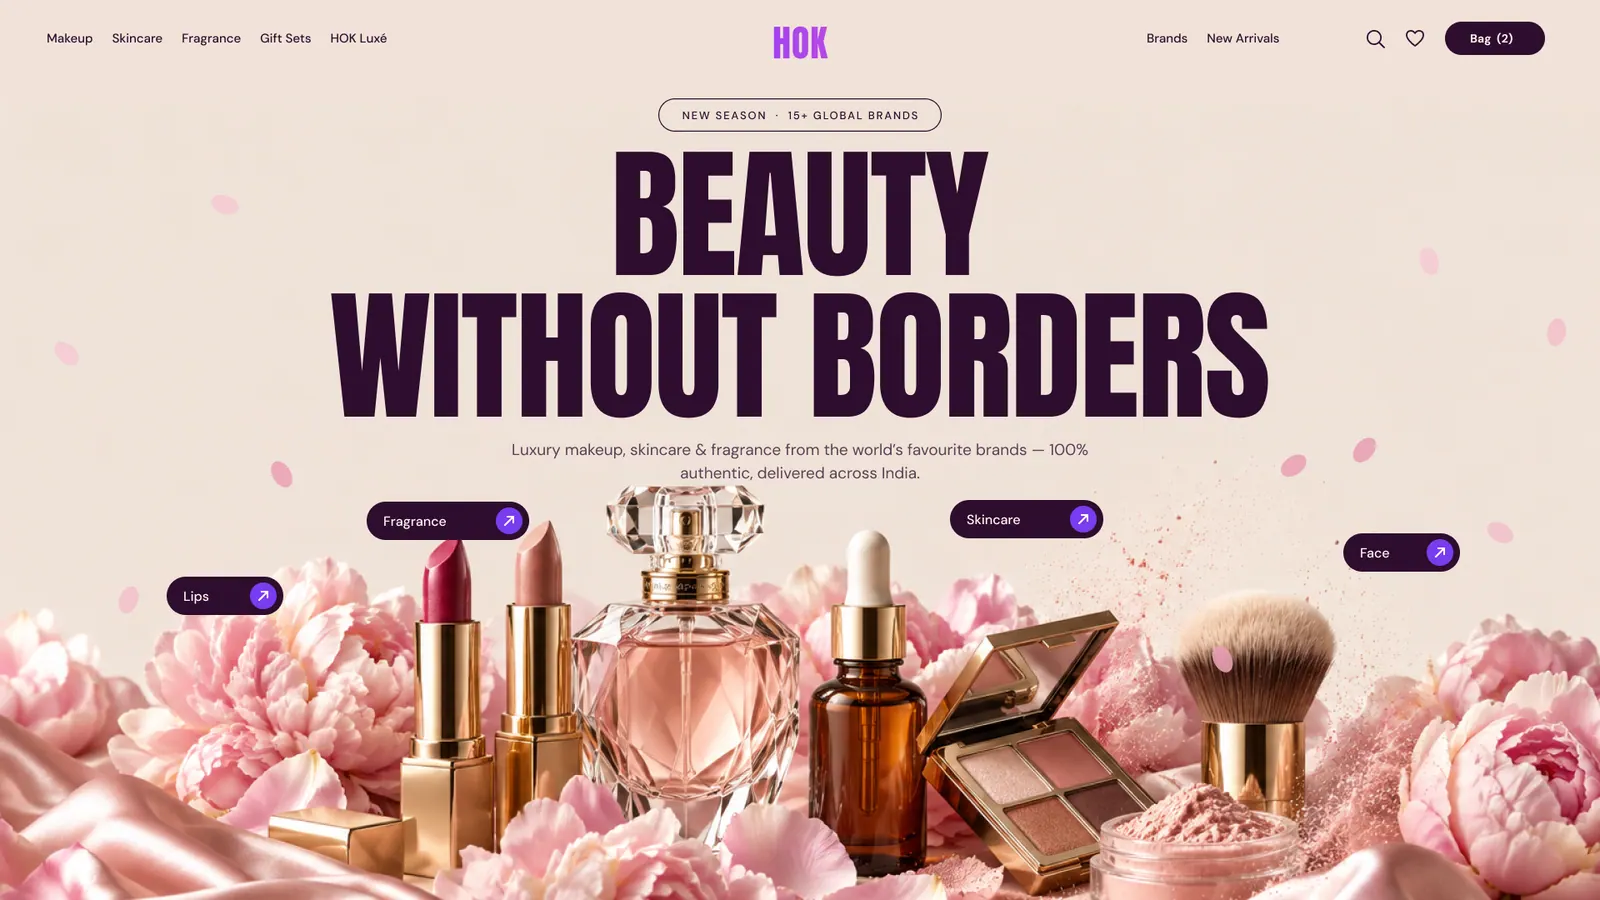 Makeup Skincare Fragrance Gift Sets HOK Luxé HOK Brands New Arrivals Bag (2)
NEW SEASON · 15+ GLOBAL BRANDS
BEAUTY
WITHOUT BORDERS
Luxury makeup, skincare & fragrance from the world’s favourite brands — 100%
authentic, delivered across India.
Fragrance
Skincare
Face
Lips